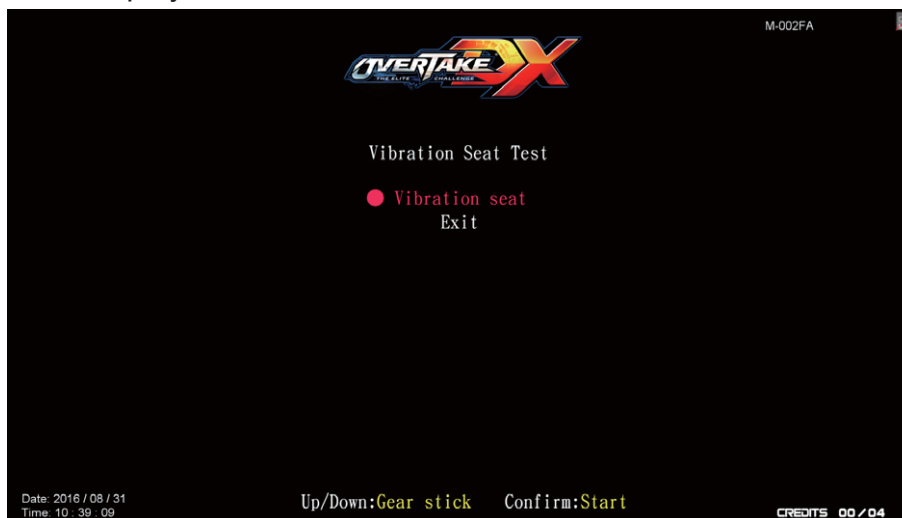 M-002FA
OVERTAKE DX
THE ELITE CHALLENGE
Vibration Seat Test
Vibration seat
Exit
Up/Down:Gear stick Confirm:Start
Date: 2016 / 08 / 31
Time: 10 : 39 : 09
CREDITS 00/04